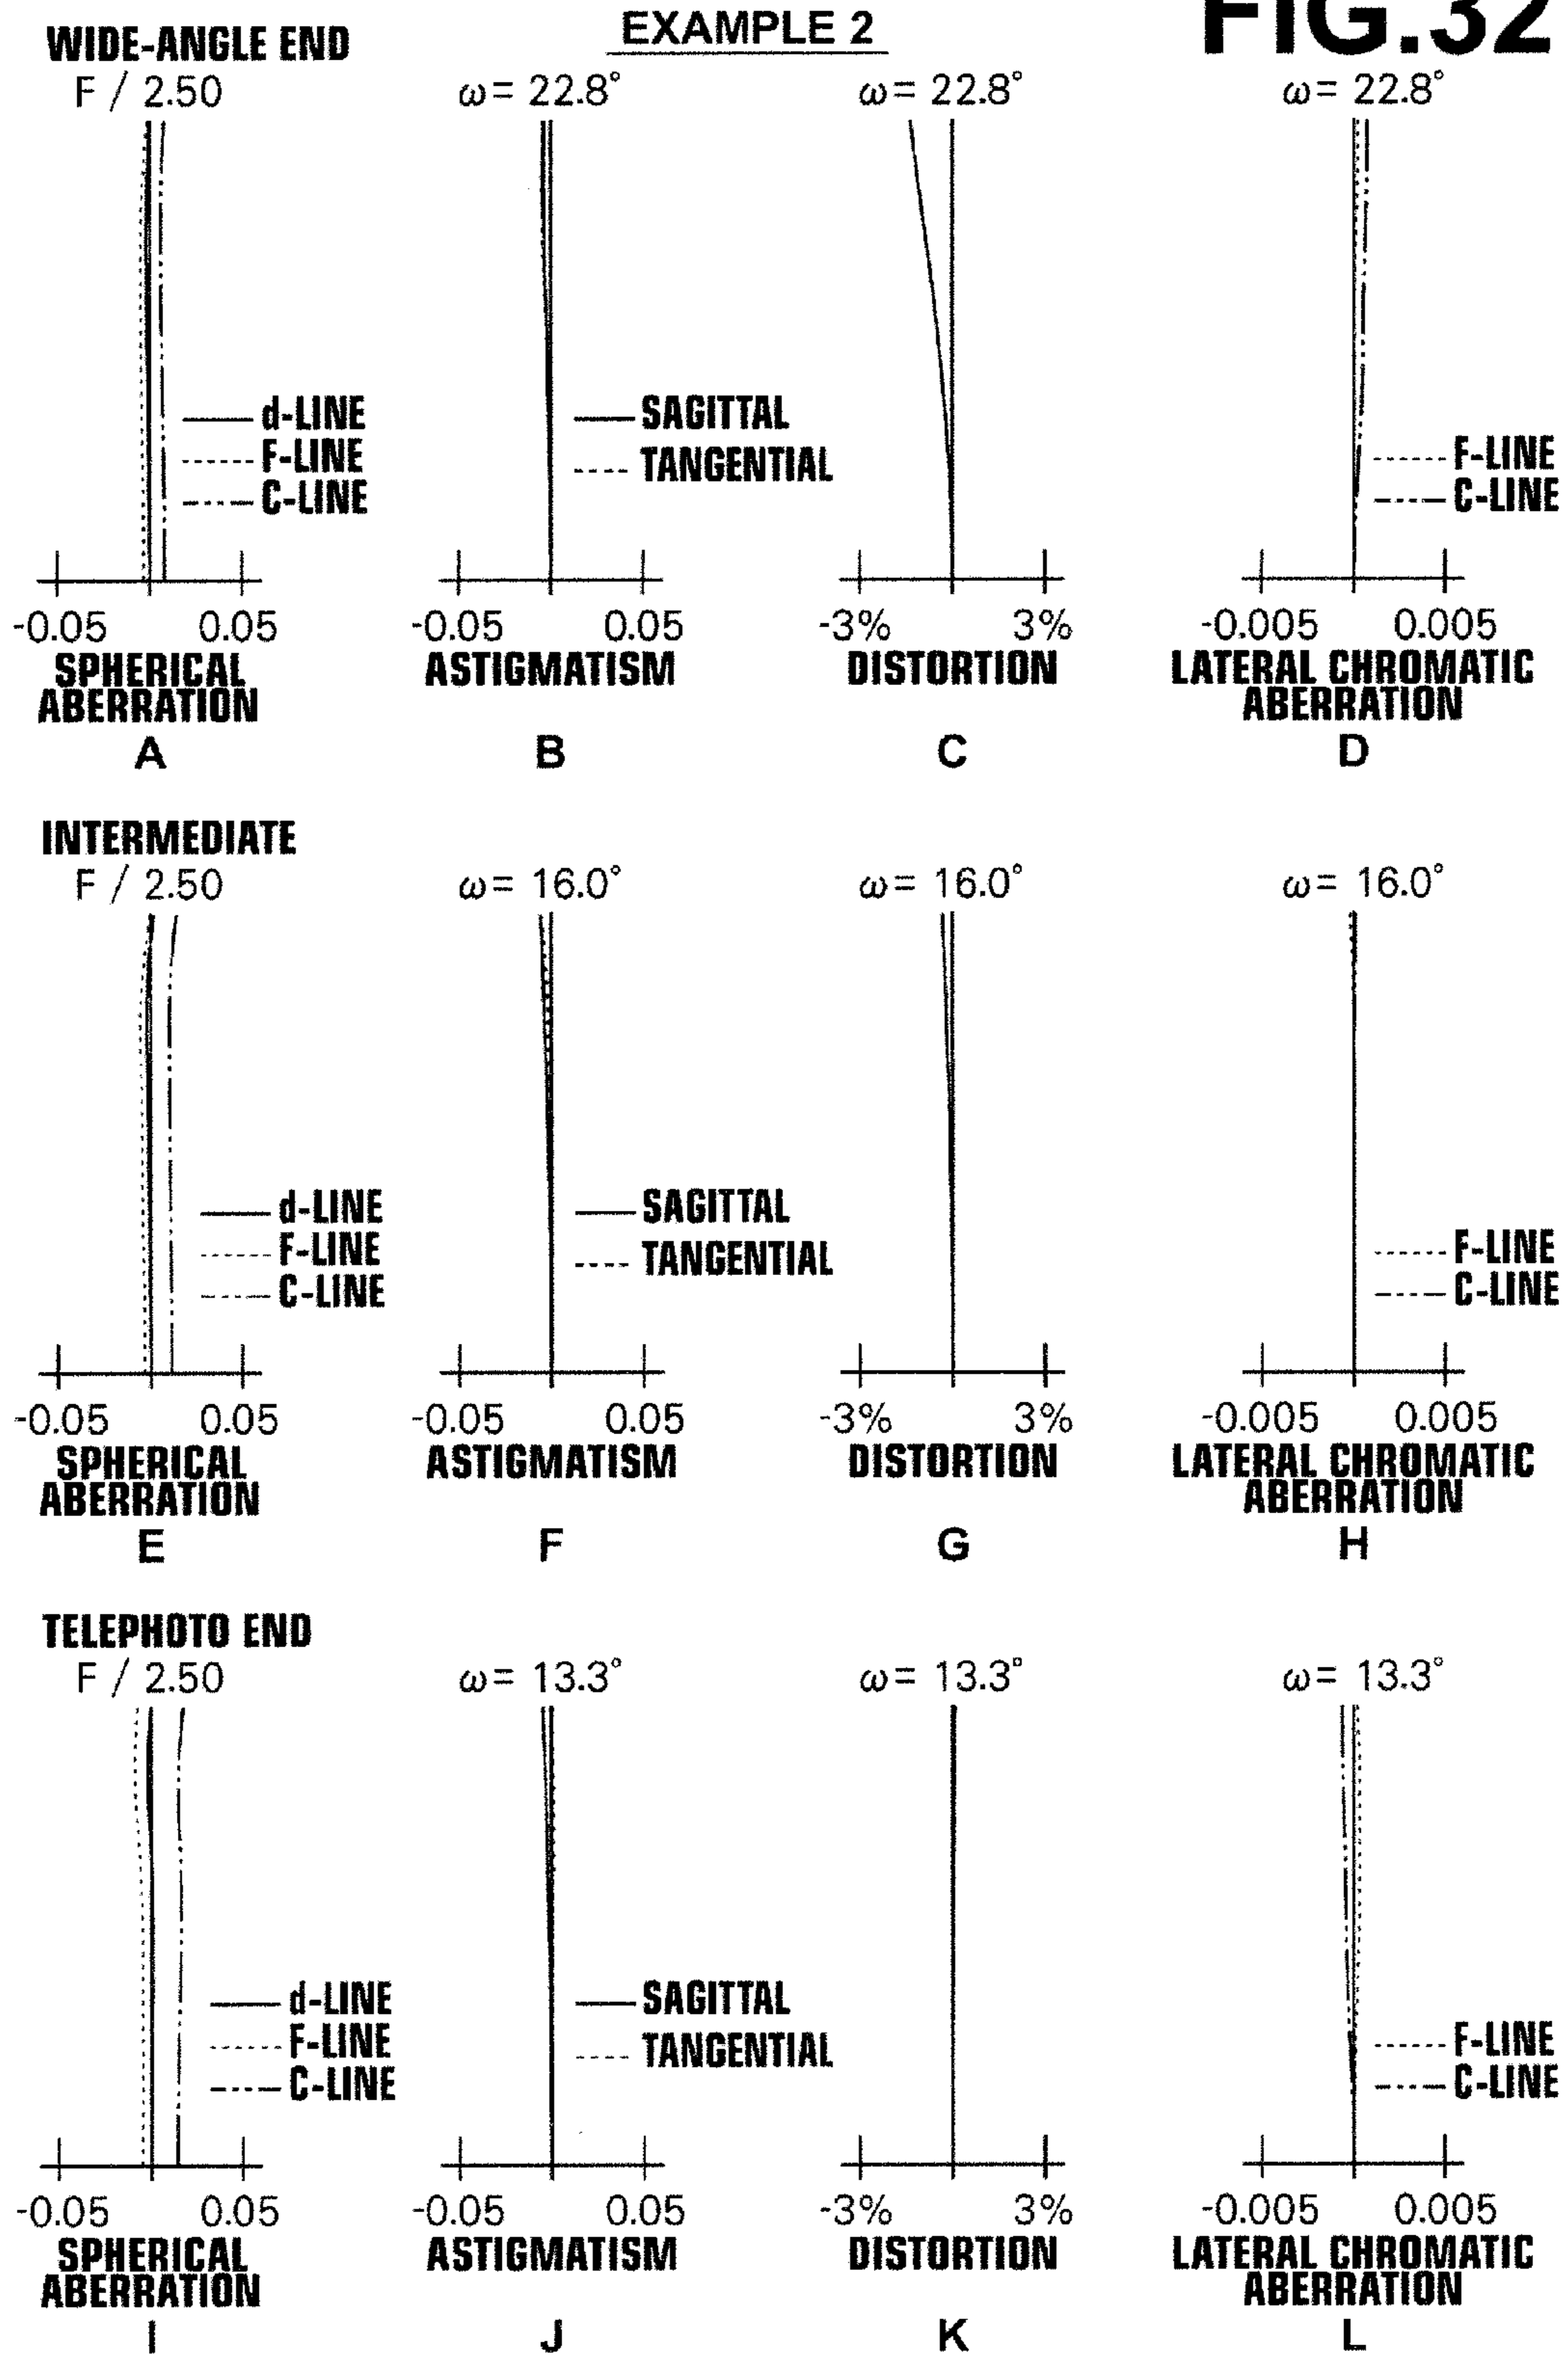 EXAMPLE 2
FIG.32
WIDE-ANGLE END
F / 2.50
ω= 22.8°
ω= 22.8°
ω= 22.8°
d-LINE
F-LINE
C-LINE
SAGITTAL
TANGENTIAL
F-LINE
C-LINE
-0.05 0.05
-0.05 0.05
-3% 3%
-0.005 0.005
SPHERICAL
ABERRATION
ASTIGMATISM
DISTORTION
LATERAL CHROMATIC
ABERRATION
A
B
C
D
INTERMEDIATE
F / 2.50
ω= 16.0°
ω= 16.0°
ω= 16.0°
d-LINE
F-LINE
C-LINE
SAGITTAL
TANGENTIAL
F-LINE
C-LINE
-0.05 0.05
-0.05 0.05
-3% 3%
-0.005 0.005
SPHERICAL
ABERRATION
ASTIGMATISM
DISTORTION
LATERAL CHROMATIC
ABERRATION
E
F
G
H
TELEPHOTO END
F / 2.50
ω= 13.3°
ω= 13.3°
ω= 13.3°
d-LINE
F-LINE
C-LINE
SAGITTAL
TANGENTIAL
F-LINE
C-LINE
-0.05 0.05
-0.05 0.05
-3% 3%
-0.005 0.005
SPHERICAL
ABERRATION
ASTIGMATISM
DISTORTION
LATERAL CHROMATIC
ABERRATION
I
J
K
L